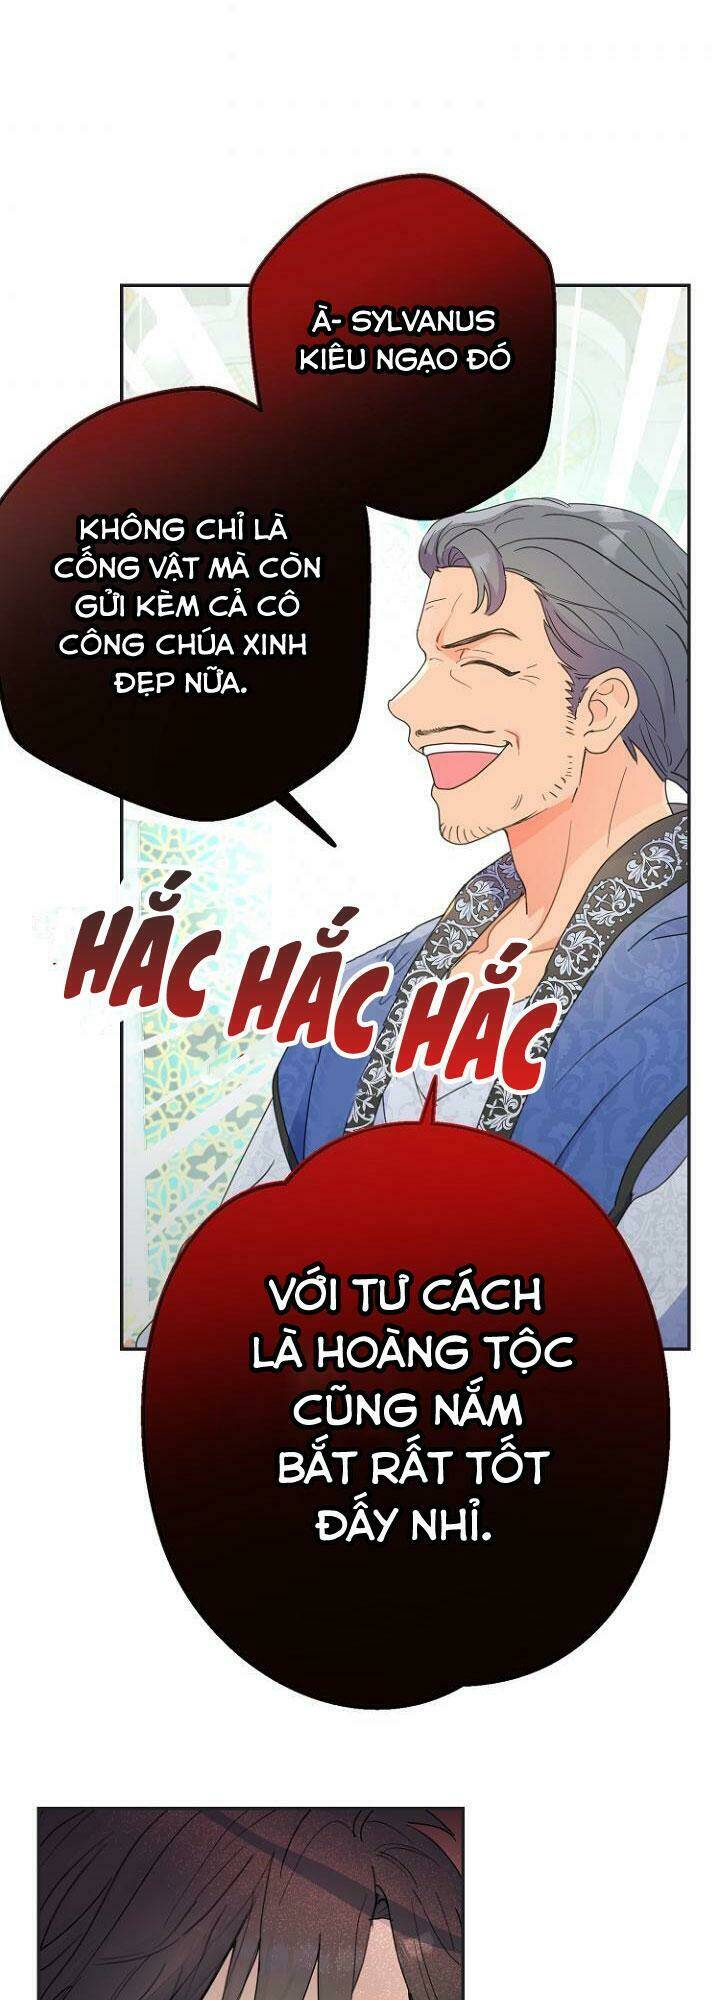 À- SYLVANUS
KIÊU NGẠO ĐÓ
KHÔNG CHỈ LÀ
CỐNG VẬT MÀ CÒN
GỬI KÈM CẢ CÔ
CÔNG CHÚA XINH
ĐẸP NỮA.
HẮC HẮC HẮC
VỚI TƯ CÁCH
LÀ HOÀNG TỘC
CŨNG NẮM
BẮT RẤT TỐT
ĐẤY NHỈ.